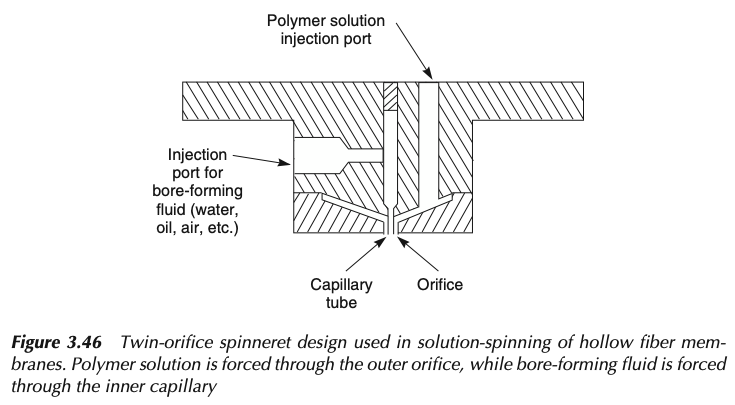 Polymer solution
injection port
Injection
port for
bore-forming
fluid (water,
oil, air, etc.)
Capillary
tube
Orifice
Figure 3.46 Twin-orifice spinneret design used in solution-spinning of hollow fiber mem-
branes. Polymer solution is forced through the outer orifice, while bore-forming fluid is forced
through the inner capillary